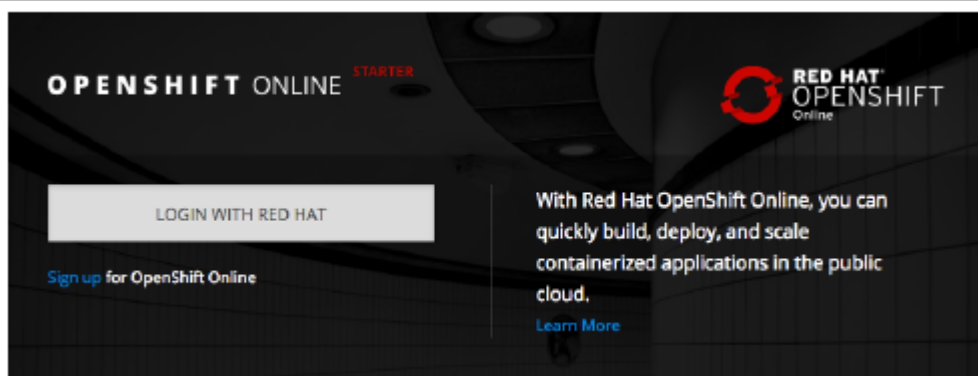 OPENSHIFT ONLINE STARTER
RED HAT®
OPENSHIFT
Online
LOGIN WITH RED HAT
Sign up for OpenShift Online
With Red Hat OpenShift Online, you can
quickly build, deploy, and scale
containerized applications in the public
cloud.
Learn More